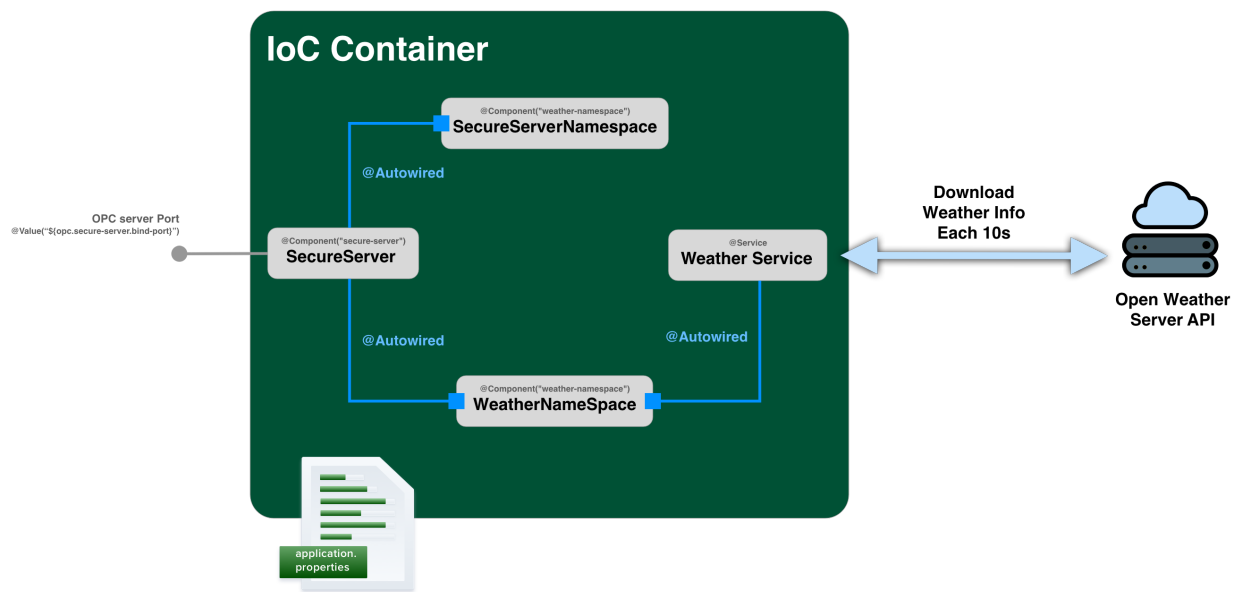 IoC Container
@Component("weather-namespace")
SecureServerNamespace
@Autowired
OPC server Port
@Value("${opc.secure-server.bind-port}")
@Component("secure-server")
SecureServer
@Service
Weather Service
Download
Weather Info
Each 10s
Open Weather
Server API
@Autowired
@Autowired
@Component("weather-namespace")
WeatherNameSpace
application.
properties